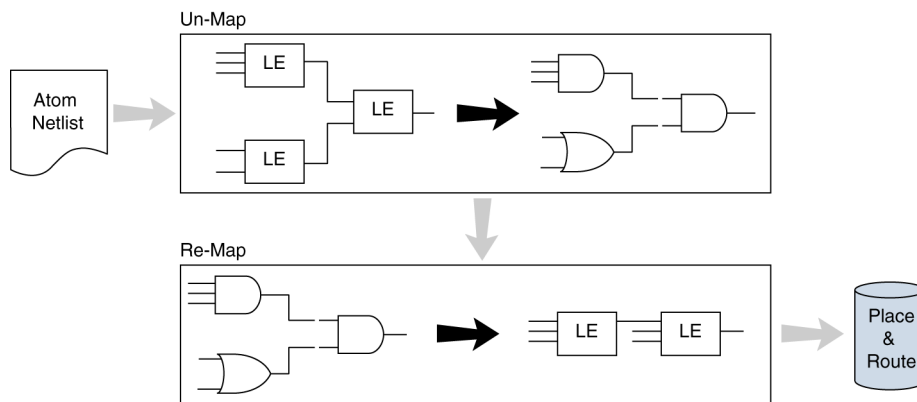 Un-Map
LE
LE
LE
Atom
Netlist
Re-Map
LE
LE
Place
&
Route